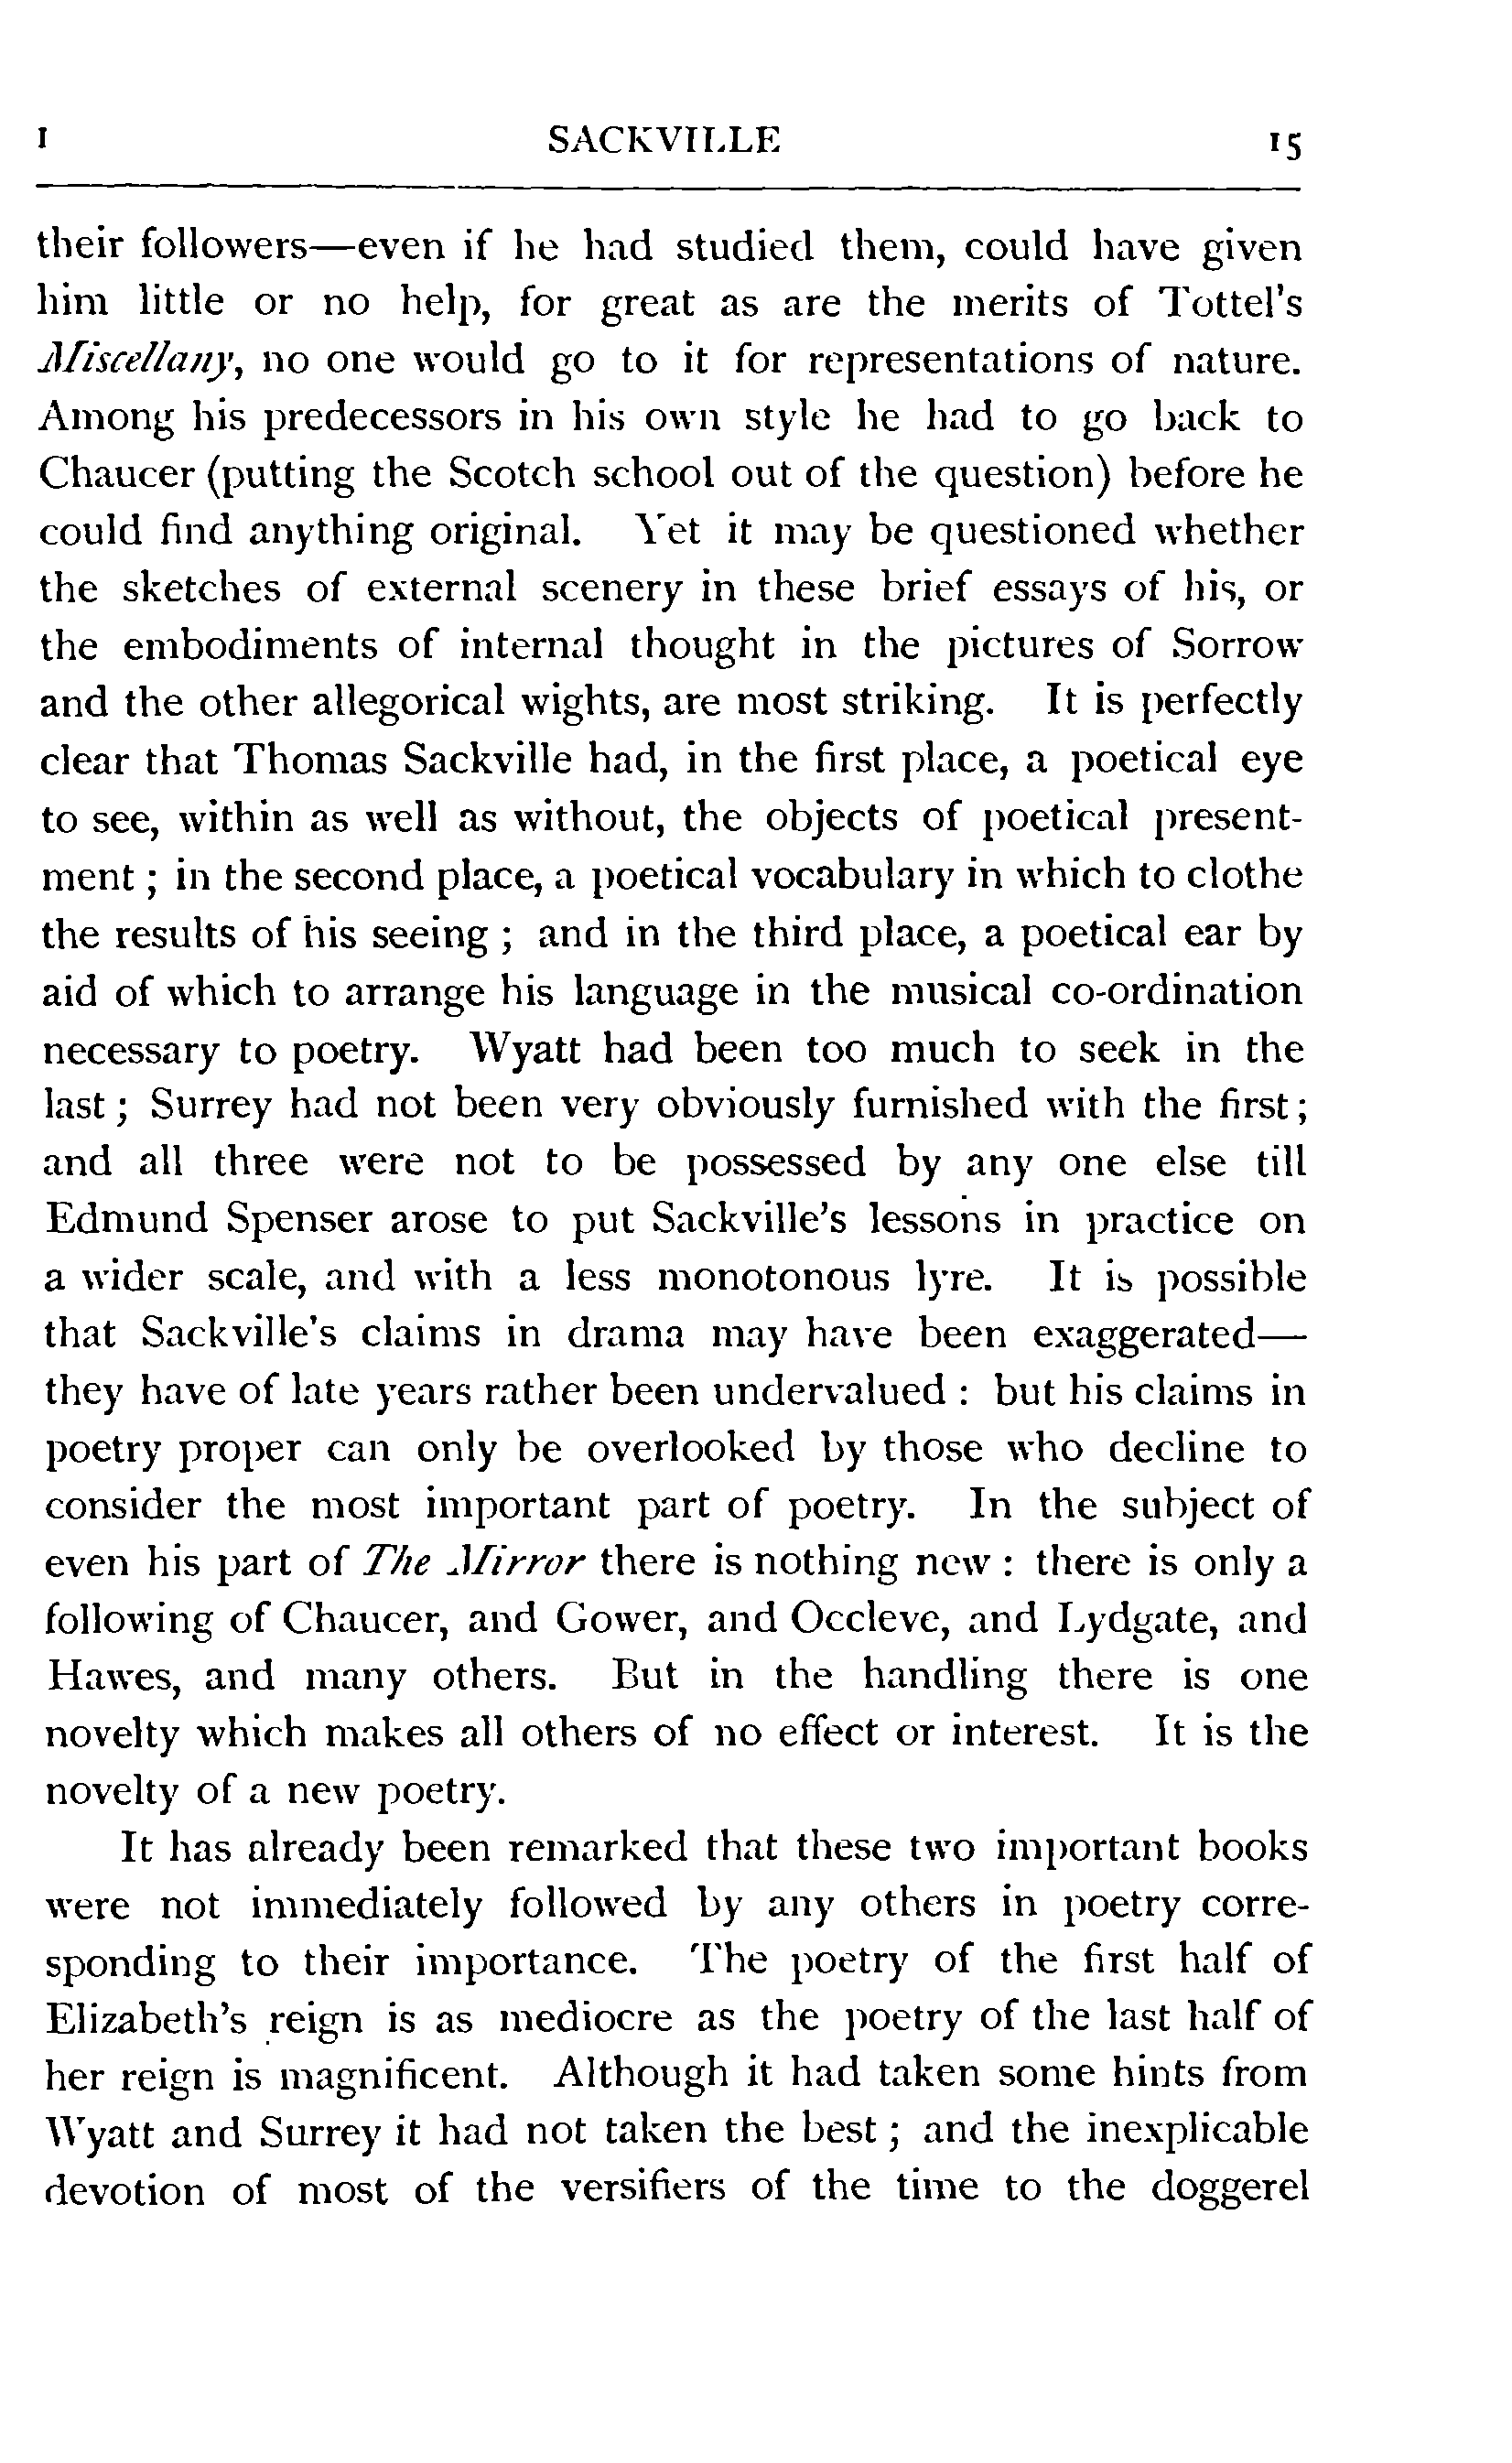 I SACKVILLE 15
their followers—even if he had studied them, could have given
him little or no help, for great as are the merits of Tottel's
Miscellany, no one would go to it for representations of nature.
Among his predecessors in his own style he had to go back to
Chaucer (putting the Scotch school out of the question) before he
could find anything original. Yet it may be questioned whether
the sketches of external scenery in these brief essays of his, or
the embodiments of internal thought in the pictures of Sorrow
and the other allegorical wights, are most striking. It is perfectly
clear that Thomas Sackville had, in the first place, a poetical eye
to see, within as well as without, the objects of poetical present-
ment ; in the second place, a poetical vocabulary in which to clothe
the results of his seeing ; and in the third place, a poetical ear by
aid of which to arrange his language in the musical co-ordination
necessary to poetry. Wyatt had been too much to seek in the
last ; Surrey had not been very obviously furnished with the first ;
and all three were not to be possessed by any one else till
Edmund Spenser arose to put Sackville's lessons in practice on
a wider scale, and with a less monotonous lyre. It is possible
that Sackville's claims in drama may have been exaggerated—
they have of late years rather been undervalued : but his claims in
poetry proper can only be overlooked by those who decline to
consider the most important part of poetry. In the subject of
even his part of The Mirror there is nothing new : there is only a
following of Chaucer, and Gower, and Occleve, and Lydgate, and
Hawes, and many others. But in the handling there is one
novelty which makes all others of no effect or interest. It is the
novelty of a new poetry.
It has already been remarked that these two important books
were not immediately followed by any others in poetry corre-
sponding to their importance. The poetry of the first half of
Elizabeth's reign is as mediocre as the poetry of the last half of
her reign is magnificent. Although it had taken some hints from
Wyatt and Surrey it had not taken the best ; and the inexplicable
devotion of most of the versifiers of the time to the doggerel